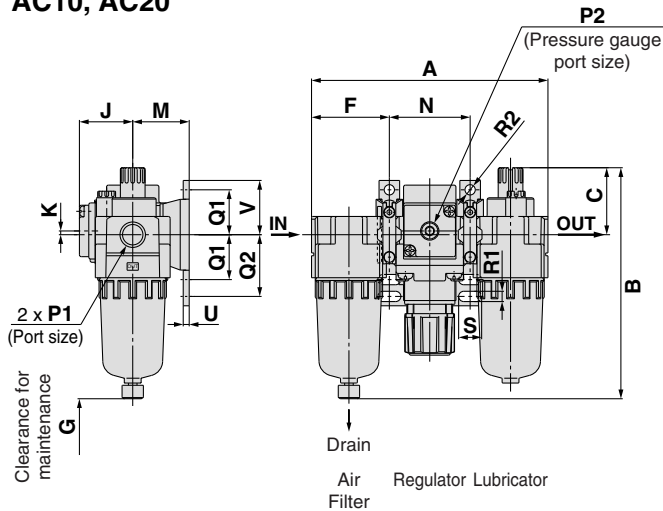 AC10, AC20
P2
(Pressure gauge
port size)
A
J
M
F
N
R2
K
Q1
V
C
IN
OUT
Q1
Q2
R1
B
2 x P1
(Port size)
U
S
G
Clearance for
maintenance
Drain
Air
Filter
Regulator
Lubricator